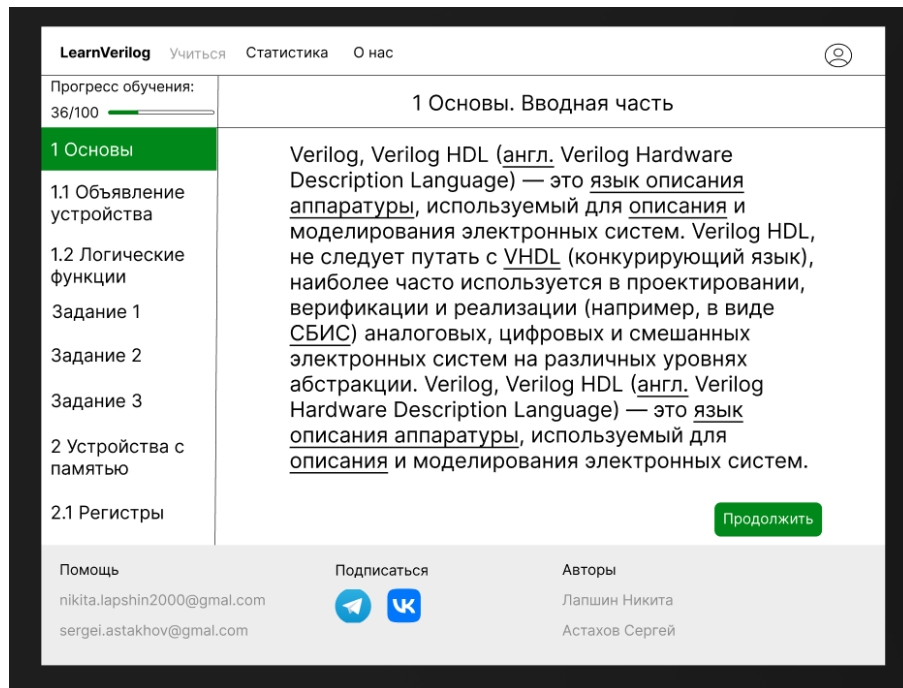 LearnVerilog Учиться Статистика О нас
Прогресс обучения:
36/100
1 Основы. Вводная часть
1 Основы
1.1 Объявление
устройства
1.2 Логические
функции
Задание 1
Задание 2
Задание 3
2 Устройства с
памятью
2.1 Регистры
Verilog, Verilog HDL (англ. Verilog Hardware
Description Language) — это язык описания
аппаратуры, используемый для описания и
моделирования электронных систем. Verilog HDL,
не следует путать с VHDL (конкурирующий язык),
наиболее часто используется в проектировании,
верификации и реализации (например, в виде
СБИС) аналоговых, цифровых и смешанных
электронных систем на различных уровнях
абстракции. Verilog, Verilog HDL (англ. Verilog
Hardware Description Language) — это язык
описания аппаратуры, используемый для
описания и моделирования электронных систем.
Продолжить
Помощь
nikita.lapshin2000@gmal.com
sergei.astakhov@gmal.com
Подписаться
Авторы
Лапшин Никита
Астахов Сергей